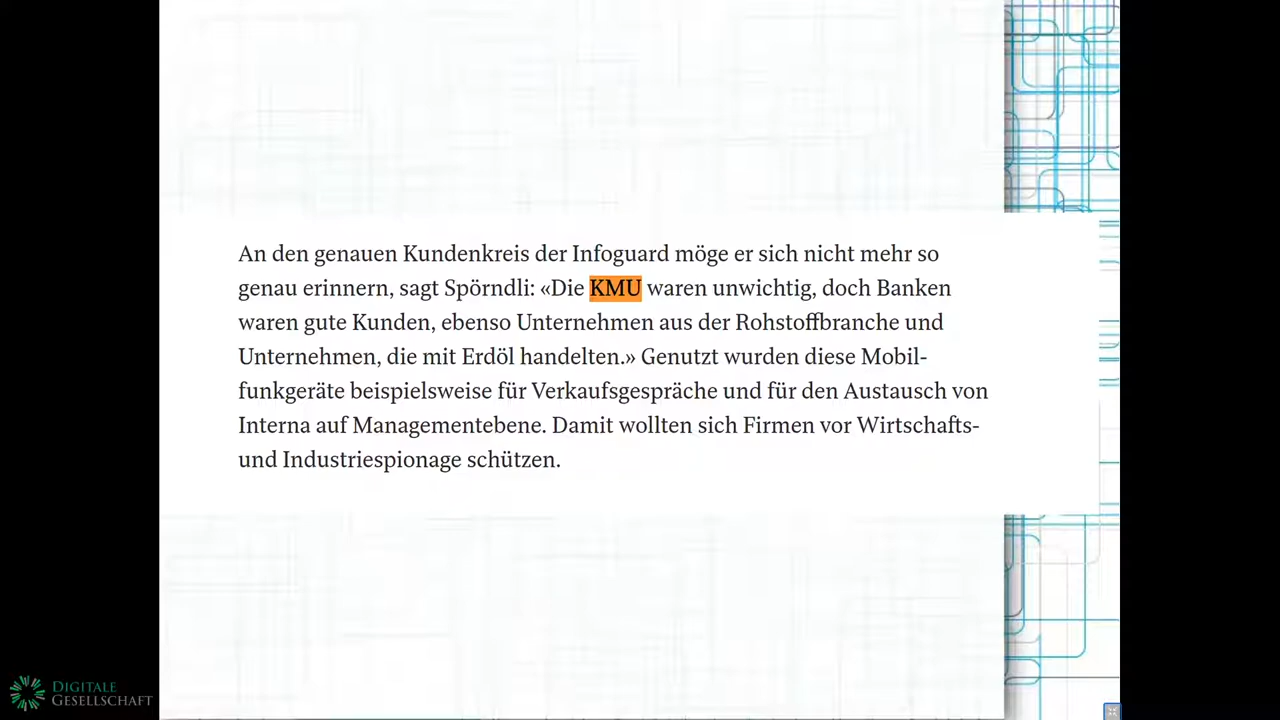 An den genauen Kundenkreis der Infoguard möge er sich nicht mehr so
genau erinnern, sagt Spörndli: «Die KMU waren unwichtig, doch Banken
waren gute Kunden, ebenso Unternehmen aus der Rohstoffbranche und
Unternehmen, die mit Erdöl handelten.» Genutzt wurden diese Mobil-
funkgeräte beispielsweise für Verkaufsgespräche und für den Austausch von
Interna auf Managementebene. Damit wollten sich Firmen vor Wirtschafts-
und Industriespionage schützen.
DIGITALE
GESELLSCHAFT